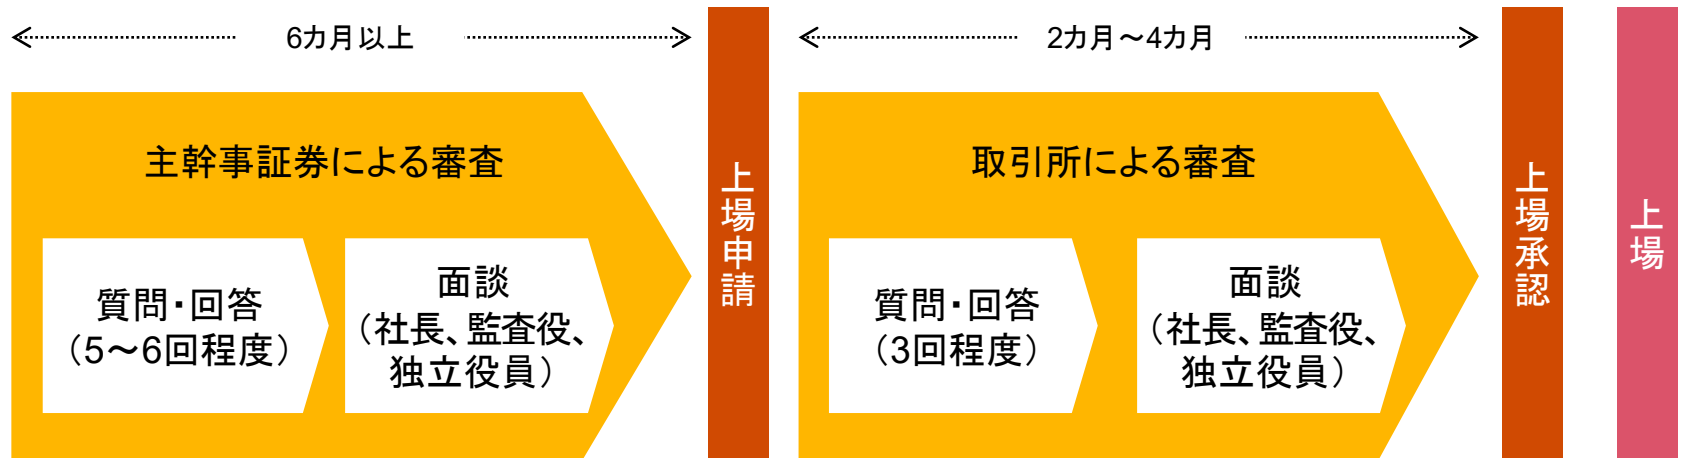 6カ月以上
主幹事証券による審査
質問・回答
（5～6回程度）
面談
（社長、監査役、
独立役員）
上場申請
2カ月～4カ月
取引所による審査
質問・回答
（3回程度）
面談
（社長、監査役、
独立役員）
上場承認
上場